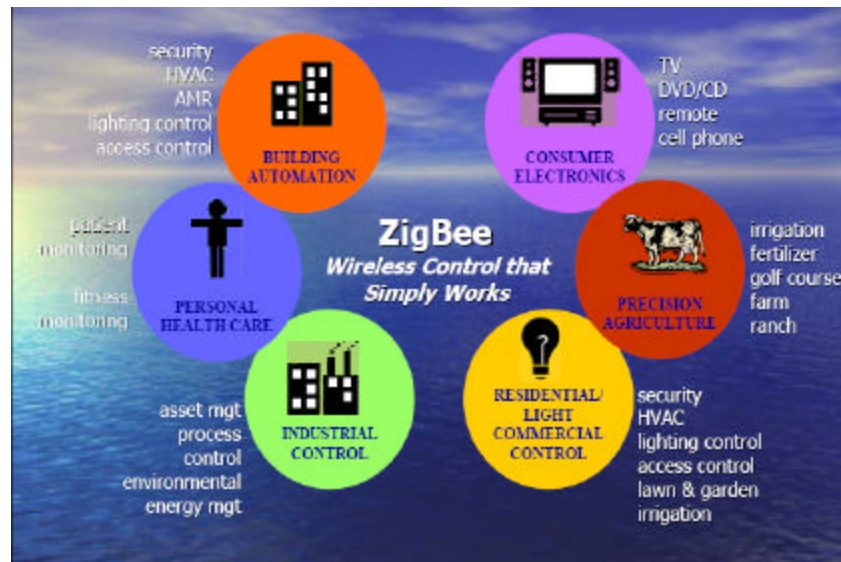 security
HVAC
AMR
lighting control
access control
BUILDING
AUTOMATION
TV
DVD/CD
remote
cell phone
CONSUMER
ELECTRONICS
patient
monitoring
fitness
monitoring
PERSONAL
HEALTH CARE
ZigBee
Wireless Control that
Simply Works
PRECISION
AGRICULTURE
irrigation
fertilizer
golf course
farm
ranch
asset mgt
process
control
environmental
energy mgt
INDUSTRIAL
CONTROL
?
RESIDENTIAL/
LIGHT
COMMERCIAL
CONTROL
security
HVAC
lighting control
access control
lawn & garden
irrigation